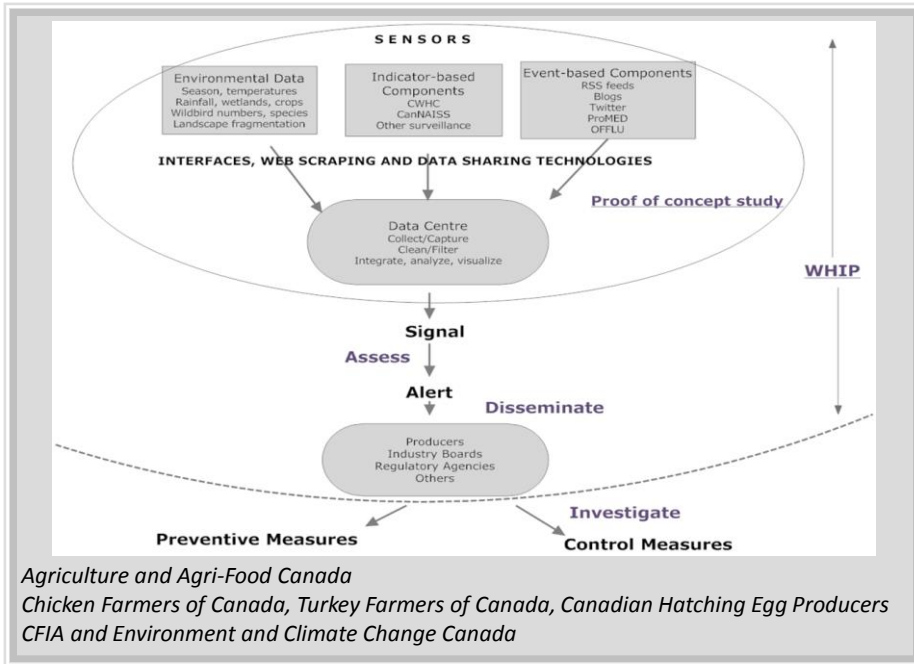 SENSORS
Environmental Data
Season, temperatures
Rainfall, wetlands, crops
Wildbird numbers, species
Landscape fragmentation
Indicator-based
Components
CWHC
CanNAISS
Other surveillance
Event-based Components
RSS feeds
Blogs
Twitter
ProMED
OFFLU
INTERFACES, WEB SCRAPING AND DATA SHARING TECHNOLOGIES
Proof of concept study
Data Centre
Collect/Capture
Clean/Filter
Integrate, analyze, visualize
WHIP
Signal
Assess
Alert
Disseminate
Producers
Industry Boards
Regulatory Agencies
Others
Investigate
Preventive Measures
Control Measures
Agriculture and Agri-Food Canada
Chicken Farmers of Canada, Turkey Farmers of Canada, Canadian Hatching Egg Producers
CFIA and Environment and Climate Change Canada